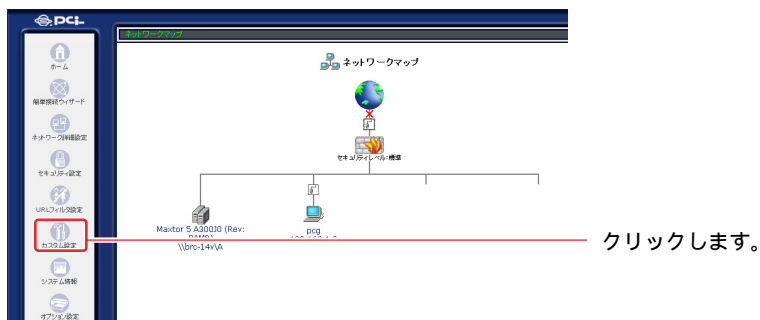 PCi
ネットワークマップ
ホーム
簡単接続ウィザード
ネットワーク詳細設定
セキュリティ設定
URLフィルタ設定
カスタム設定
システム情報
オプション設定
ネットワークマップ
セキュリティレベル:標準
Maxtor 5 A300J0 (Rev:
\\brc-14v\A
pcg
クリックします。